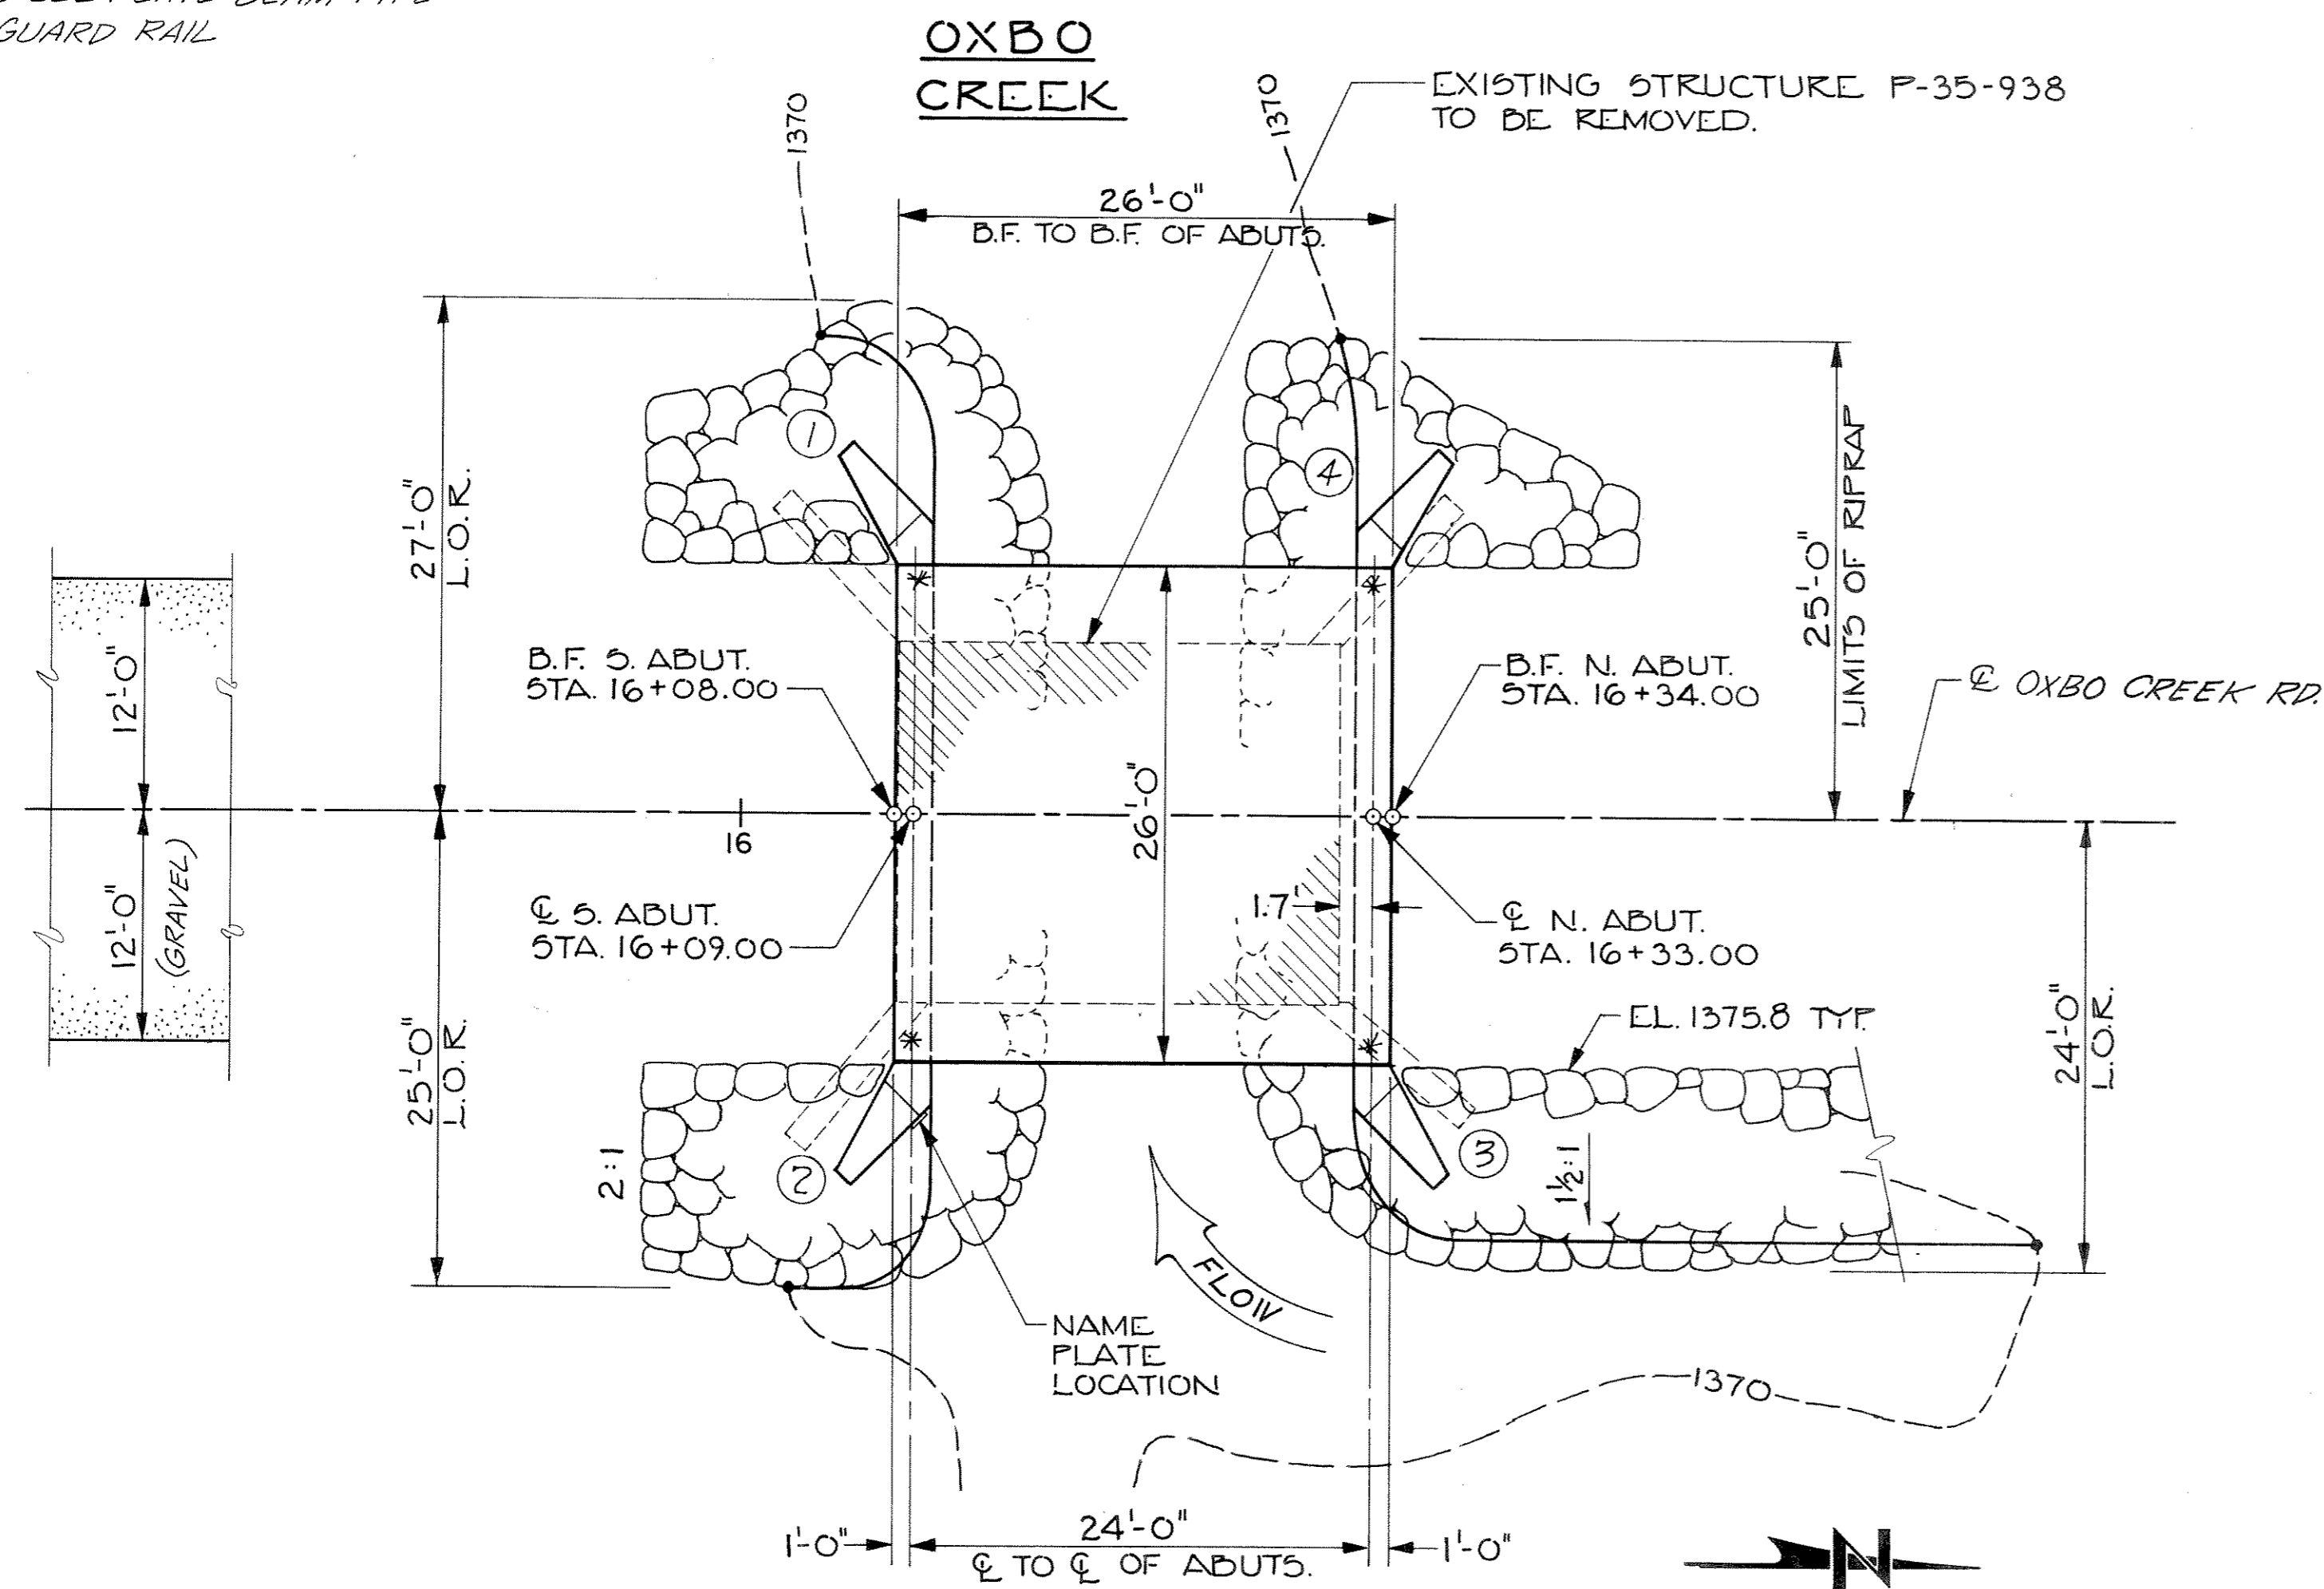 GUARD RAIL
OXBO
CREEK
1370
1370
EXISTING STRUCTURE P-35-938
TO BE REMOVED.
26'-0"
B.F. TO B.F. OF ABUTS.
27'-0"
L.O.R.
1
4
25'-0"
LIMITS OF RIPRAP
12'-0"
B.F. S. ABUT.
STA. 16+08.00
B.F. N. ABUT.
STA. 16+34.00
℄ OXBO CREEK RD.
16
26'-0"
12'-0"
(GRAVEL)
℄ S. ABUT.
STA. 16+09.00
1.7'
℄ N. ABUT.
STA. 16+33.00
EL. 1375.8 TYP.
25'-0"
L.O.R.
24'-0"
L.O.R.
2:1
2
3
1½:1
FLOW
NAME
PLATE
LOCATION
1370
1'-0"
24'-0"
℄ TO ℄ OF ABUTS.
1'-0"
N